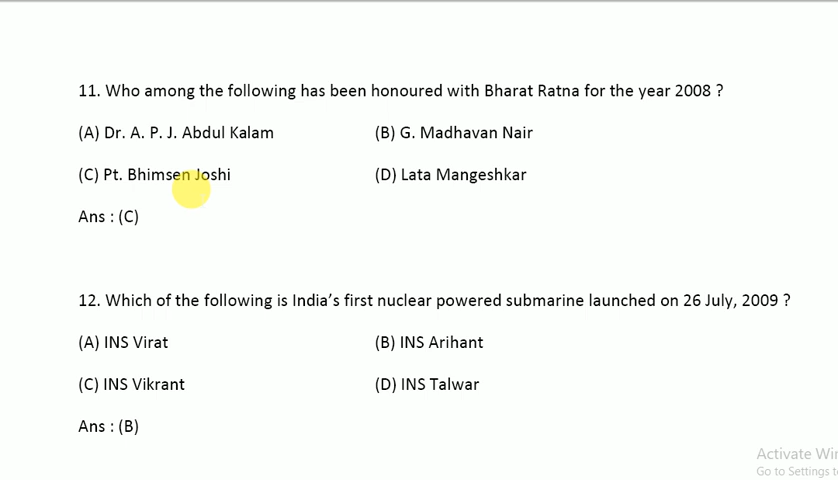 11. Who among the following has been honoured with Bharat Ratna for the year 2008 ?
(A) Dr. A. P. J. Abdul Kalam (B) G. Madhavan Nair
(C) Pt. Bhimsen Joshi (D) Lata Mangeshkar
Ans : (C)
12. Which of the following is India’s first nuclear powered submarine launched on 26 July, 2009 ?
(A) INS Virat (B) INS Arihant
(C) INS Vikrant (D) INS Talwar
Ans : (B)
Activate
Go to Settings